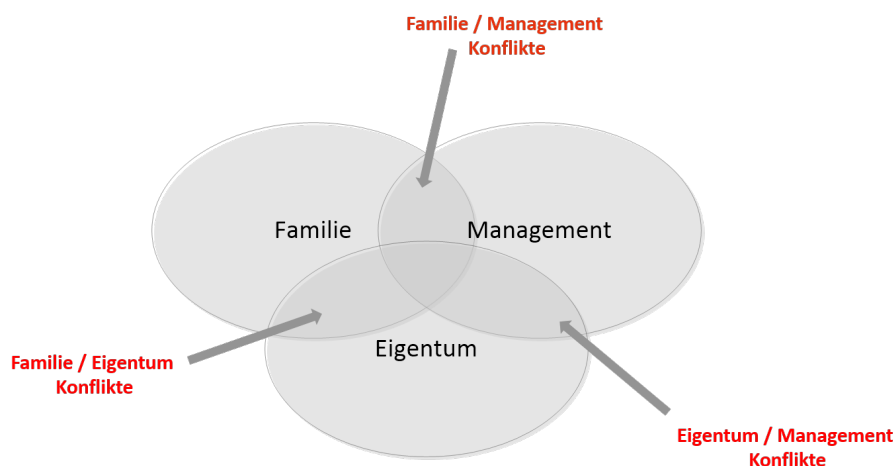 Familie / Management
Konflikte
Familie
Management
Eigentum
Familie / Eigentum
Konflikte
Eigentum / Management
Konflikte